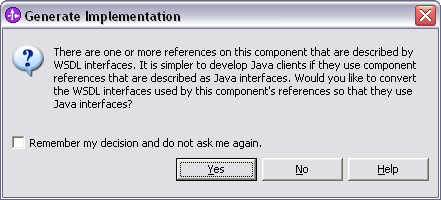 Generate Implementation
There are one or more references on this component that are described by
WSDL interfaces. It is simpler to develop Java clients if they use component
references that are described as Java interfaces. Would you like to convert
the WSDL interfaces used by this component's references so that they use
Java interfaces?
Remember my decision and do not ask me again.
Yes No Help